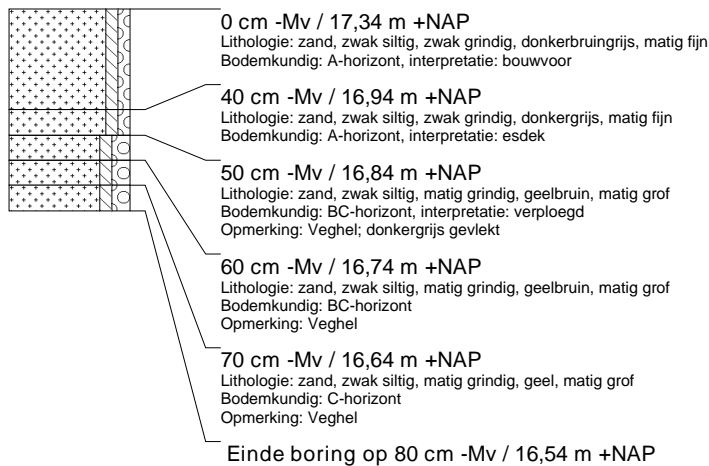 0 cm -Mv / 17,34 m +NAP
Lithologie: zand, zwak siltig, zwak grindig, donkerbruingrijs, matig fijn
Bodemkundig: A-horizont, interpretatie: bouwvoor
40 cm -Mv / 16,94 m +NAP
Lithologie: zand, zwak siltig, zwak grindig, donkergrijs, matig fijn
Bodemkundig: A-horizont, interpretatie: esdek
50 cm -Mv / 16,84 m +NAP
Lithologie: zand, zwak siltig, matig grindig, geelbruin, matig grof
Bodemkundig: BC-horizont, interpretatie: verploegd
Opmerking: Veghel; donkergrijs gevlekt
60 cm -Mv / 16,74 m +NAP
Lithologie: zand, zwak siltig, matig grindig, geelbruin, matig grof
Bodemkundig: BC-horizont
Opmerking: Veghel
70 cm -Mv / 16,64 m +NAP
Lithologie: zand, zwak siltig, matig grindig, geel, matig grof
Bodemkundig: C-horizont
Opmerking: Veghel
Einde boring op 80 cm -Mv / 16,54 m +NAP